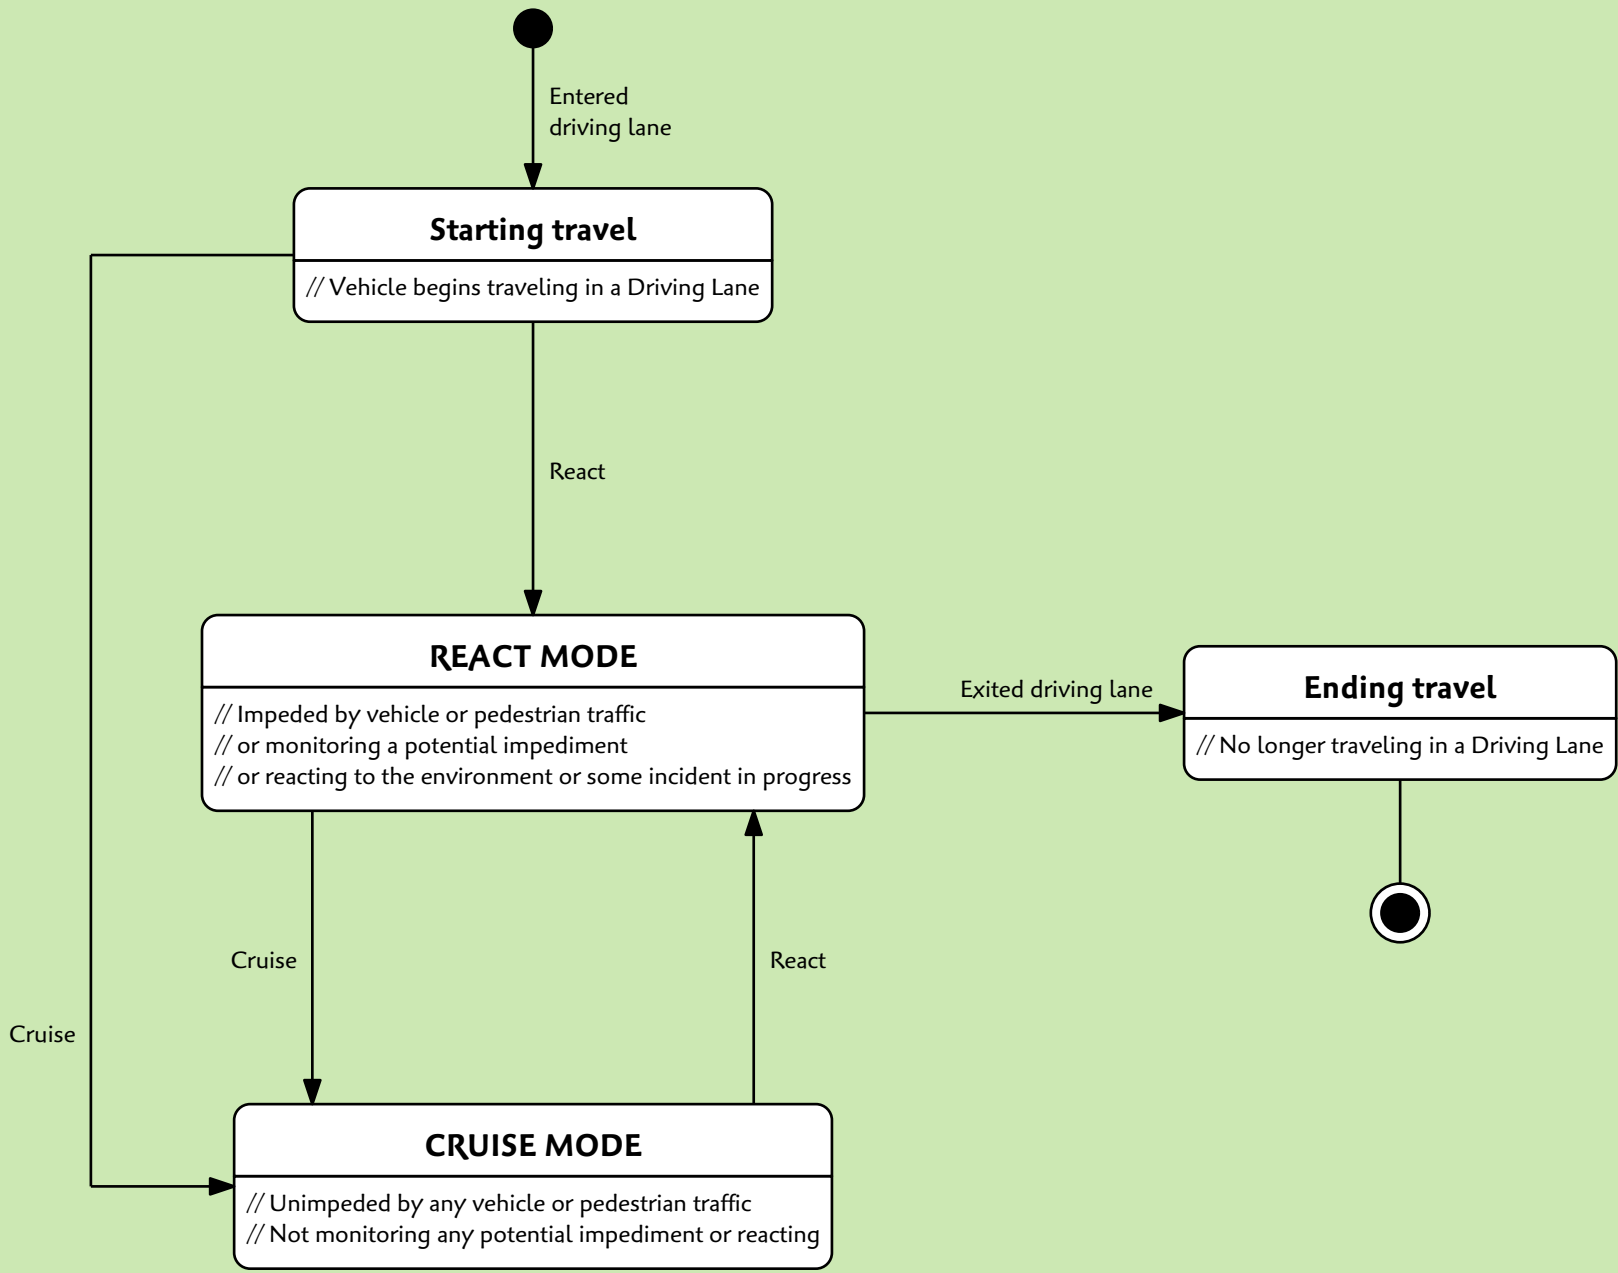 Entered
driving lane
Starting travel
// Vehicle begins traveling in a Driving Lane
React
REACT MODE
// Impeded by vehicle or pedestrian traffic
// or monitoring a potential impediment
// or reacting to the environment or some incident in progress
Exited driving lane
Ending travel
// No longer traveling in a Driving Lane
Cruise
React
Cruise
CRUISE MODE
// Unimpeded by any vehicle or pedestrian traffic
// Not monitoring any potential impediment or reacting